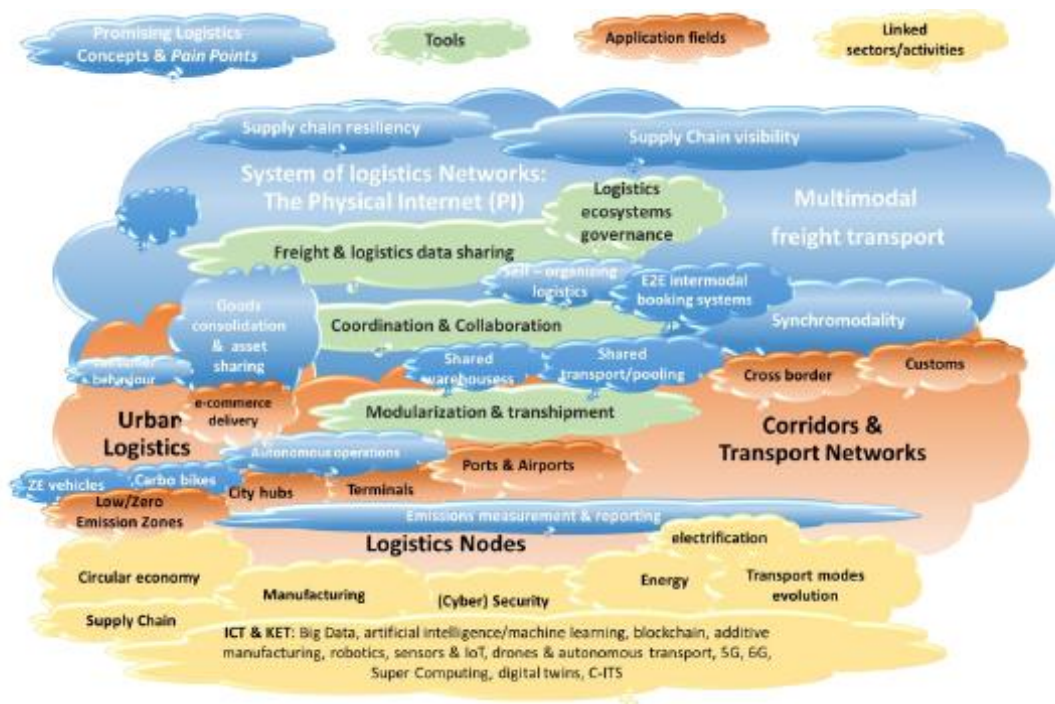 Promising Logistics
Concepts & Pain Points
Tools
Application fields
Linked
sectors/activities
Supply chain resiliency
Supply Chain visibility
System of logistics Networks:
The Physical Internet (PI)
Logistics
ecosystems
governance
Multimodal
freight transport
Freight & logistics data sharing
Self – organizing
logistics
E2E intermodal
booking systems
Goods
consolidation
& asset
sharing
Coordination & Collaboration
Synchromodality
behaviour
Shared
warehousess
Shared
transport/pooling
Cross border
Customs
e-commerce
delivery
Modularization & transhipment
Urban
Logistics
Corridors &
Transport Networks
Autonomous operations
Ports & Airports
ZE vehicles
Carbo bikes
City hubs
Terminals
Low/Zero
Emission Zones
Emissions measurement & reporting
Logistics Nodes
electrification
Circular economy
Manufacturing
(Cyber) Security
Energy
Transport modes
evolution
Supply Chain
ICT & KET: Big Data, artificial intelligence/machine learning, blockchain, additive
manufacturing, robotics, sensors & IoT, drones & autonomous transport, 5G, 6G,
Super Computing, digital twins, C-ITS